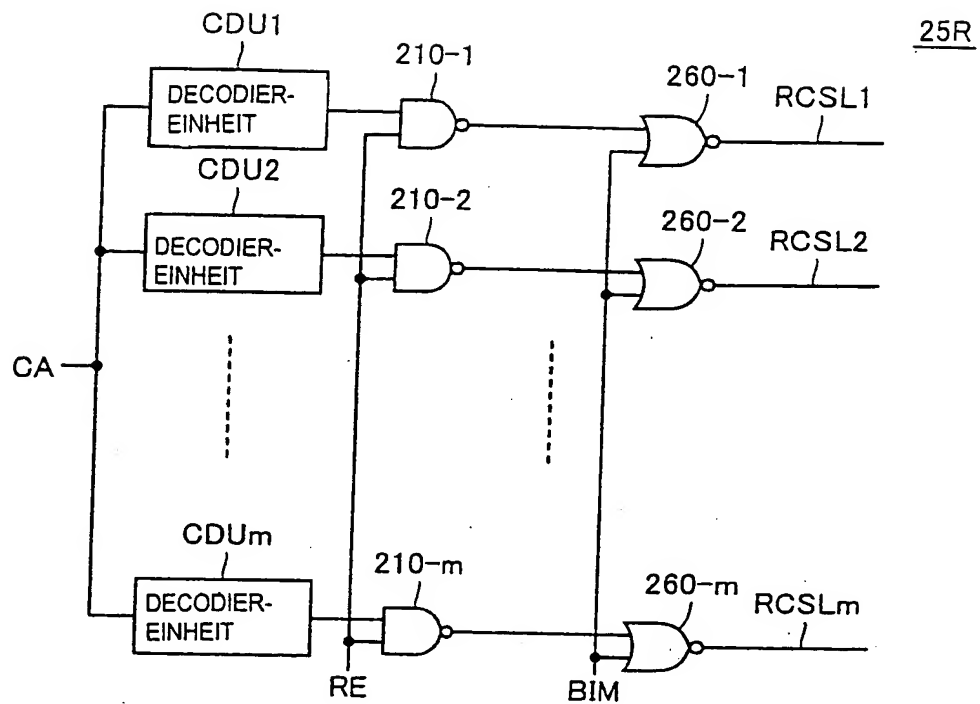 25R
CDU1
210-1
260-1
RCSL1
DECODIER-
EINHEIT
CDU2
210-2
260-2
RCSL2
DECODIER-
EINHEIT
CA
CDUm
210-m
260-m
RCSLm
DECODIER-
EINHEIT
RE
BIM